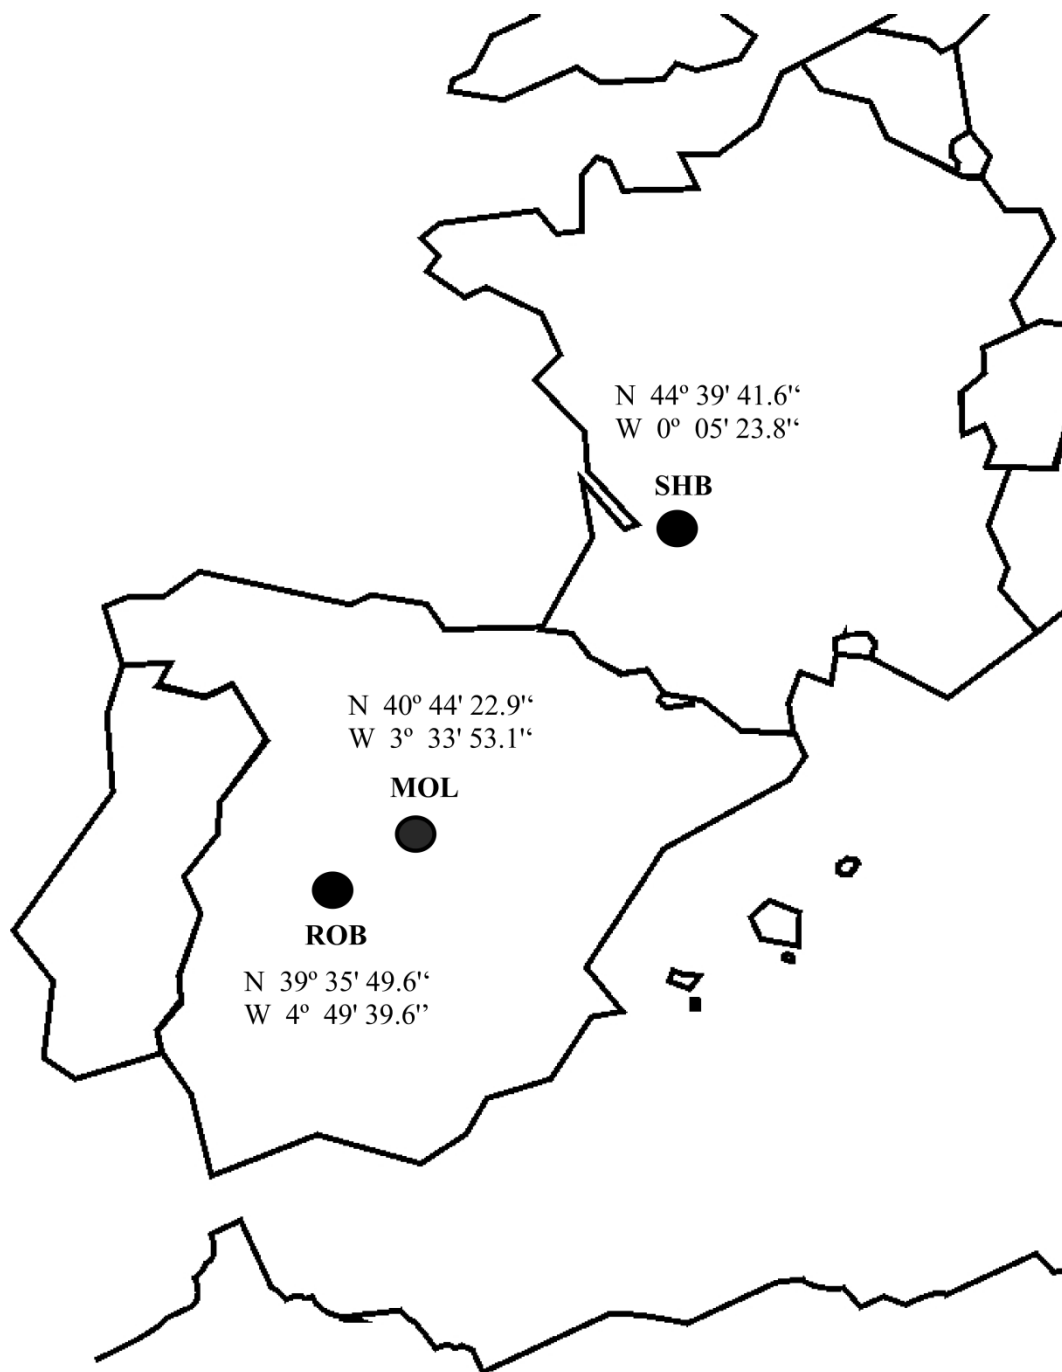 N 44º 39' 41.6'‘
W 0º 05' 23.8'‘
SHB
N 40º 44' 22.9'‘
W 3º 33' 53.1'‘
MOL
ROB
N 39º 35' 49.6'‘
W 4º 49' 39.6'’